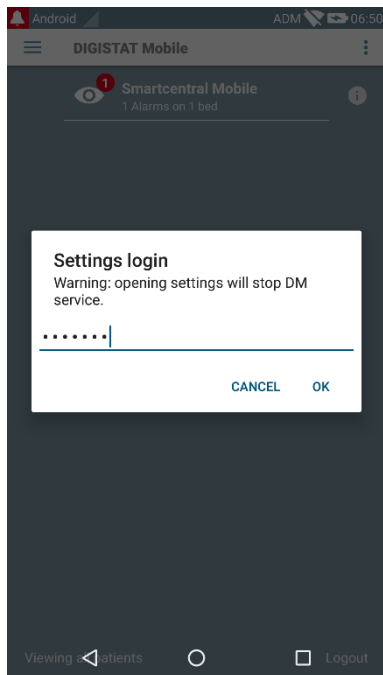 Android ADM 06:50
DIGISTAT Mobile
1
Smartcentral Mobile
1 Alarms on 1 bed
Settings login
Warning: opening settings will stop DM
service.
•••••••
CANCEL OK
Viewing patients Logout